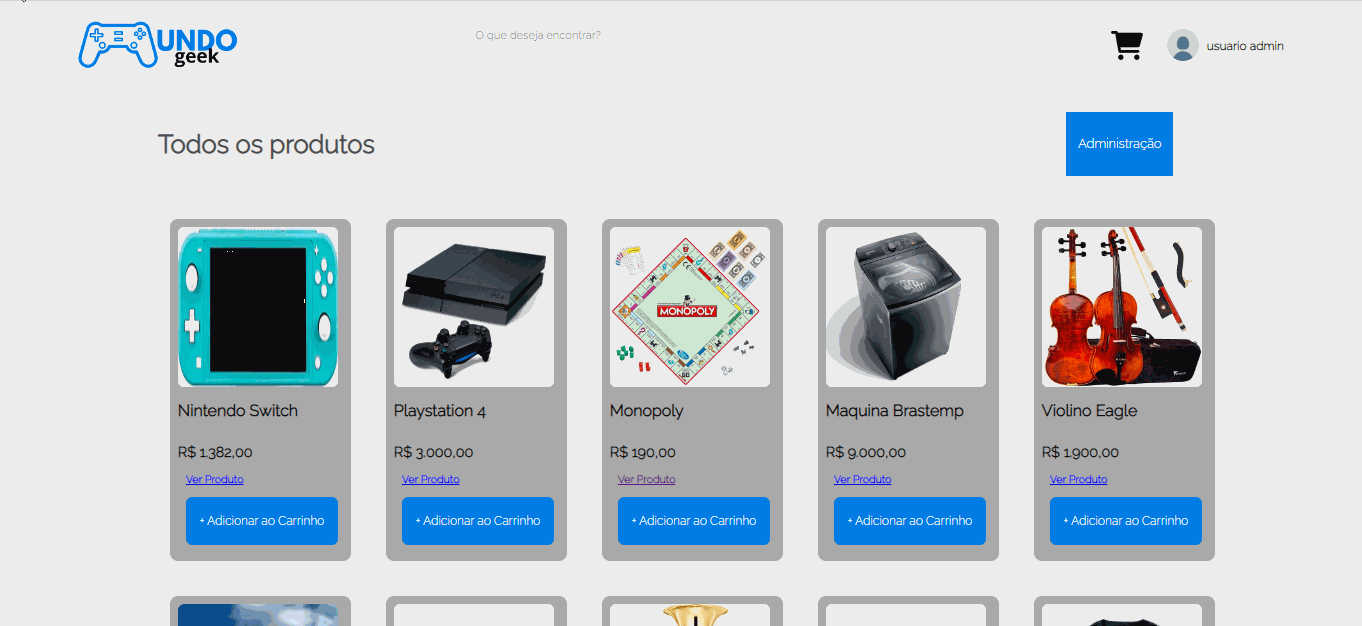 UNDO
geek
O que deseja encontrar?
usuario admin
Todos os produtos
Administração
MONOPOLY
Nintendo Switch
Playstation 4
Monopoly
Maquina Brastemp
Violino Eagle
R$ 1.382,00
R$ 3.000,00
R$ 190,00
R$ 9.000,00
R$ 1.900,00
Ver Produto
Ver Produto
Ver Produto
Ver Produto
Ver Produto
+ Adicionar ao Carrinho
+ Adicionar ao Carrinho
+ Adicionar ao Carrinho
+ Adicionar ao Carrinho
+ Adicionar ao Carrinho